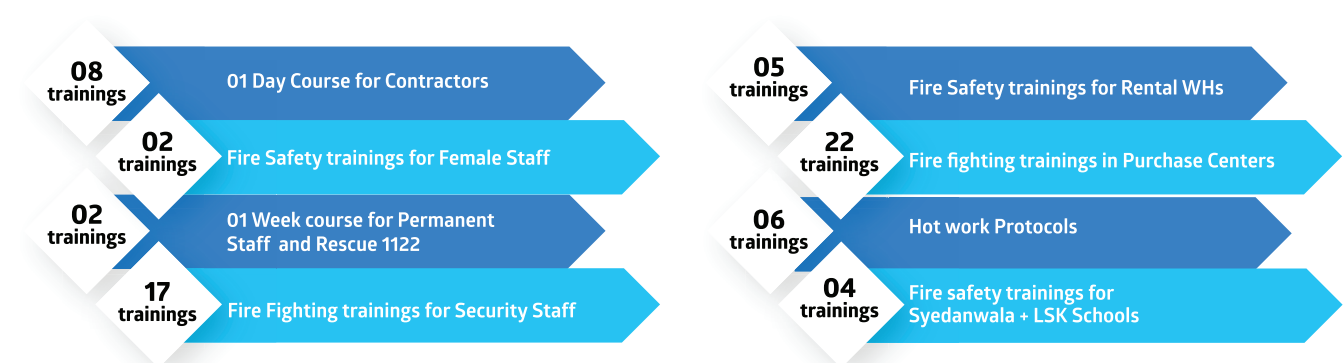 08
trainings
01 Day Course for Contractors
02
trainings
Fire Safety trainings for Female Staff
02
trainings
01 Week course for Permanent
Staff and Rescue 1122
17
trainings
Fire Fighting trainings for Security Staff
05
trainings
Fire Safety trainings for Rental WHs
22
trainings
Fire fighting trainings in Purchase Centers
06
trainings
Hot work Protocols
04
trainings
Fire safety trainings for
Syedanwala + LSK Schools